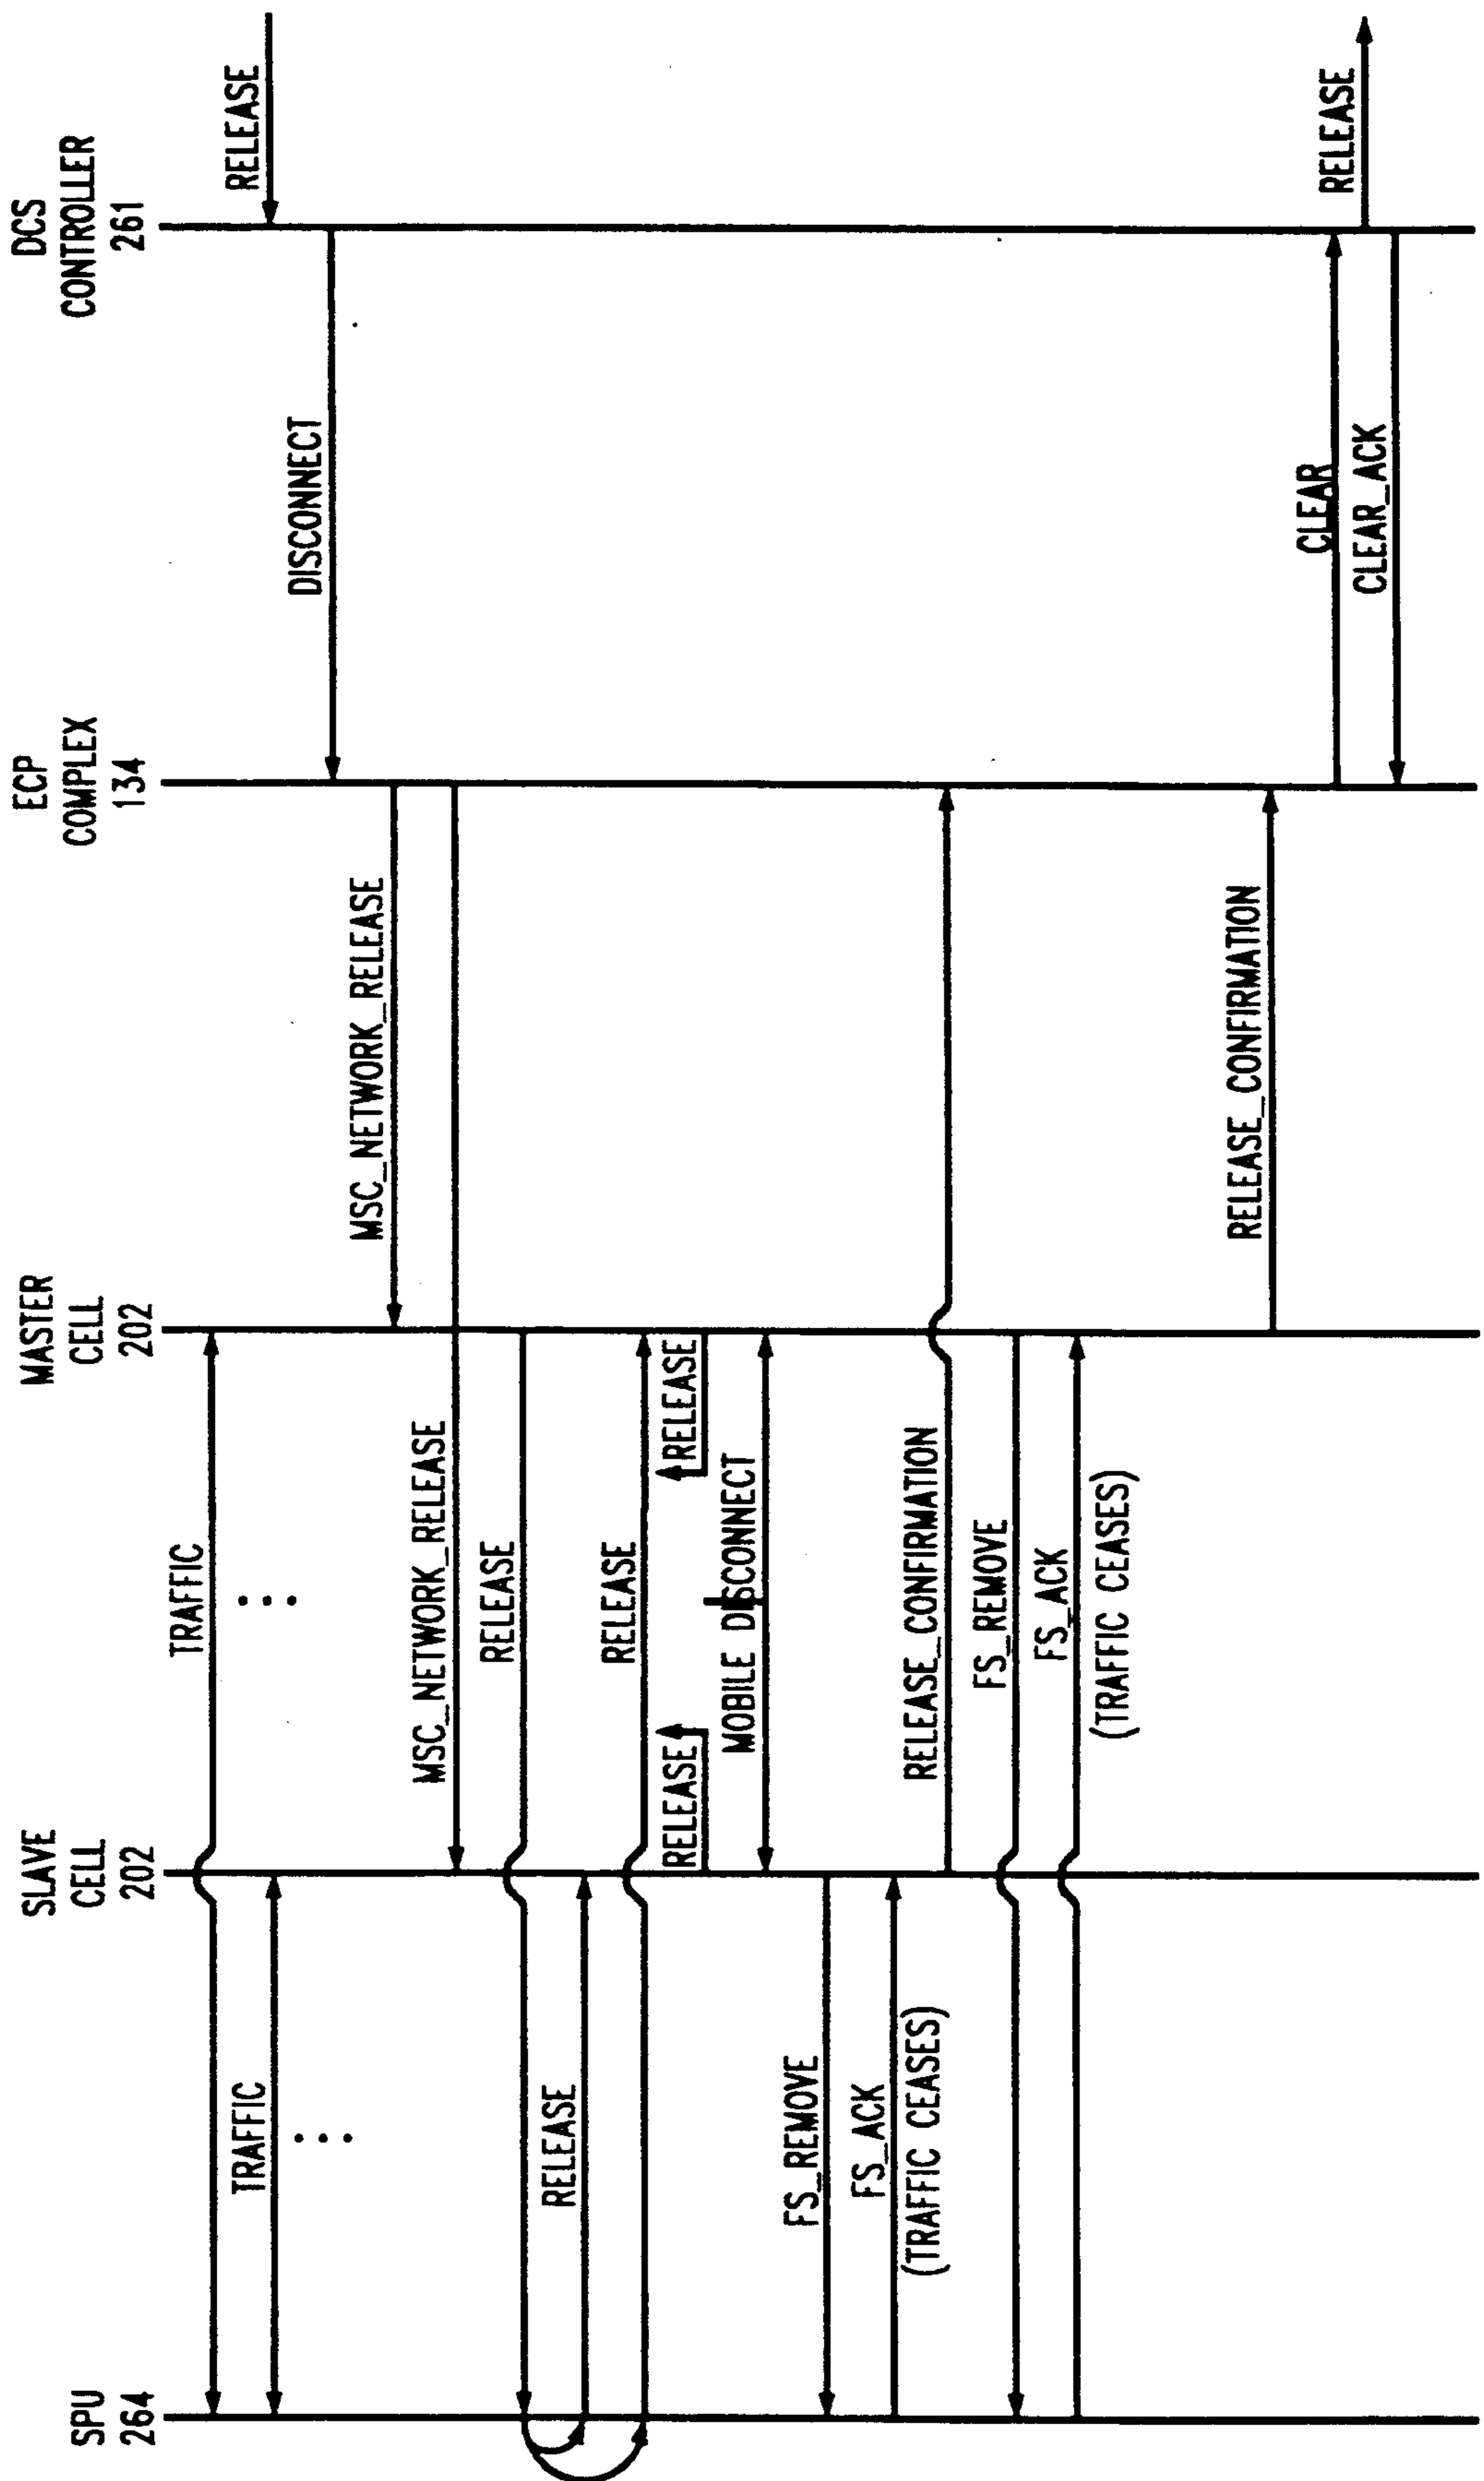 SPU
264
SLAVE
CELL
202
MASTER
CELL
202
ECP
COMPLEX
134
DCS
CONTROLLER
261
TRAFFIC
TRAFFIC
RELEASE
DISCONNECT
MSC_NETWORK_RELEASE
MSC_NETWORK_RELEASE
RELEASE
RELEASE
RELEASE
RELEASE
RELEASE
MOBILE DISCONNECT
FS_REMOVE
FS_ACK
(TRAFFIC CEASES)
RELEASE_CONFIRMATION
FS_REMOVE
FS_ACK
(TRAFFIC CEASES)
RELEASE_CONFIRMATION
CLEAR
RELEASE
CLEAR_ACK